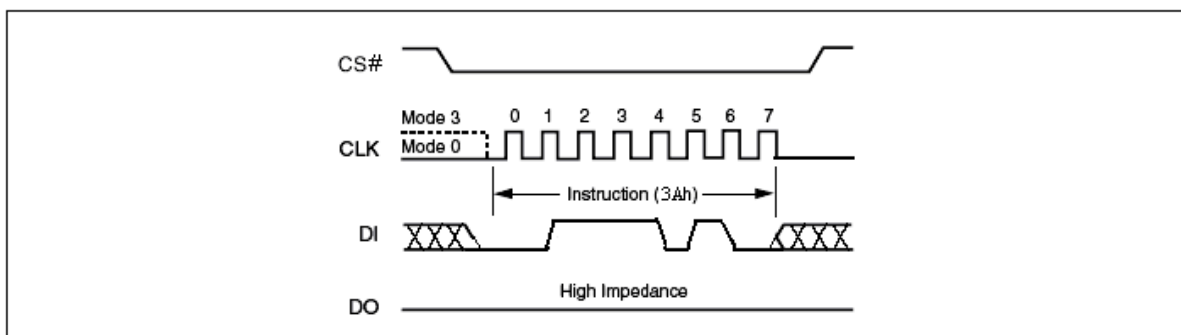 CS#
Mode 3 0 1 2 3 4 5 6 7
CLK Mode 0
Instruction (3Ah)
DI
High Impedance
DO